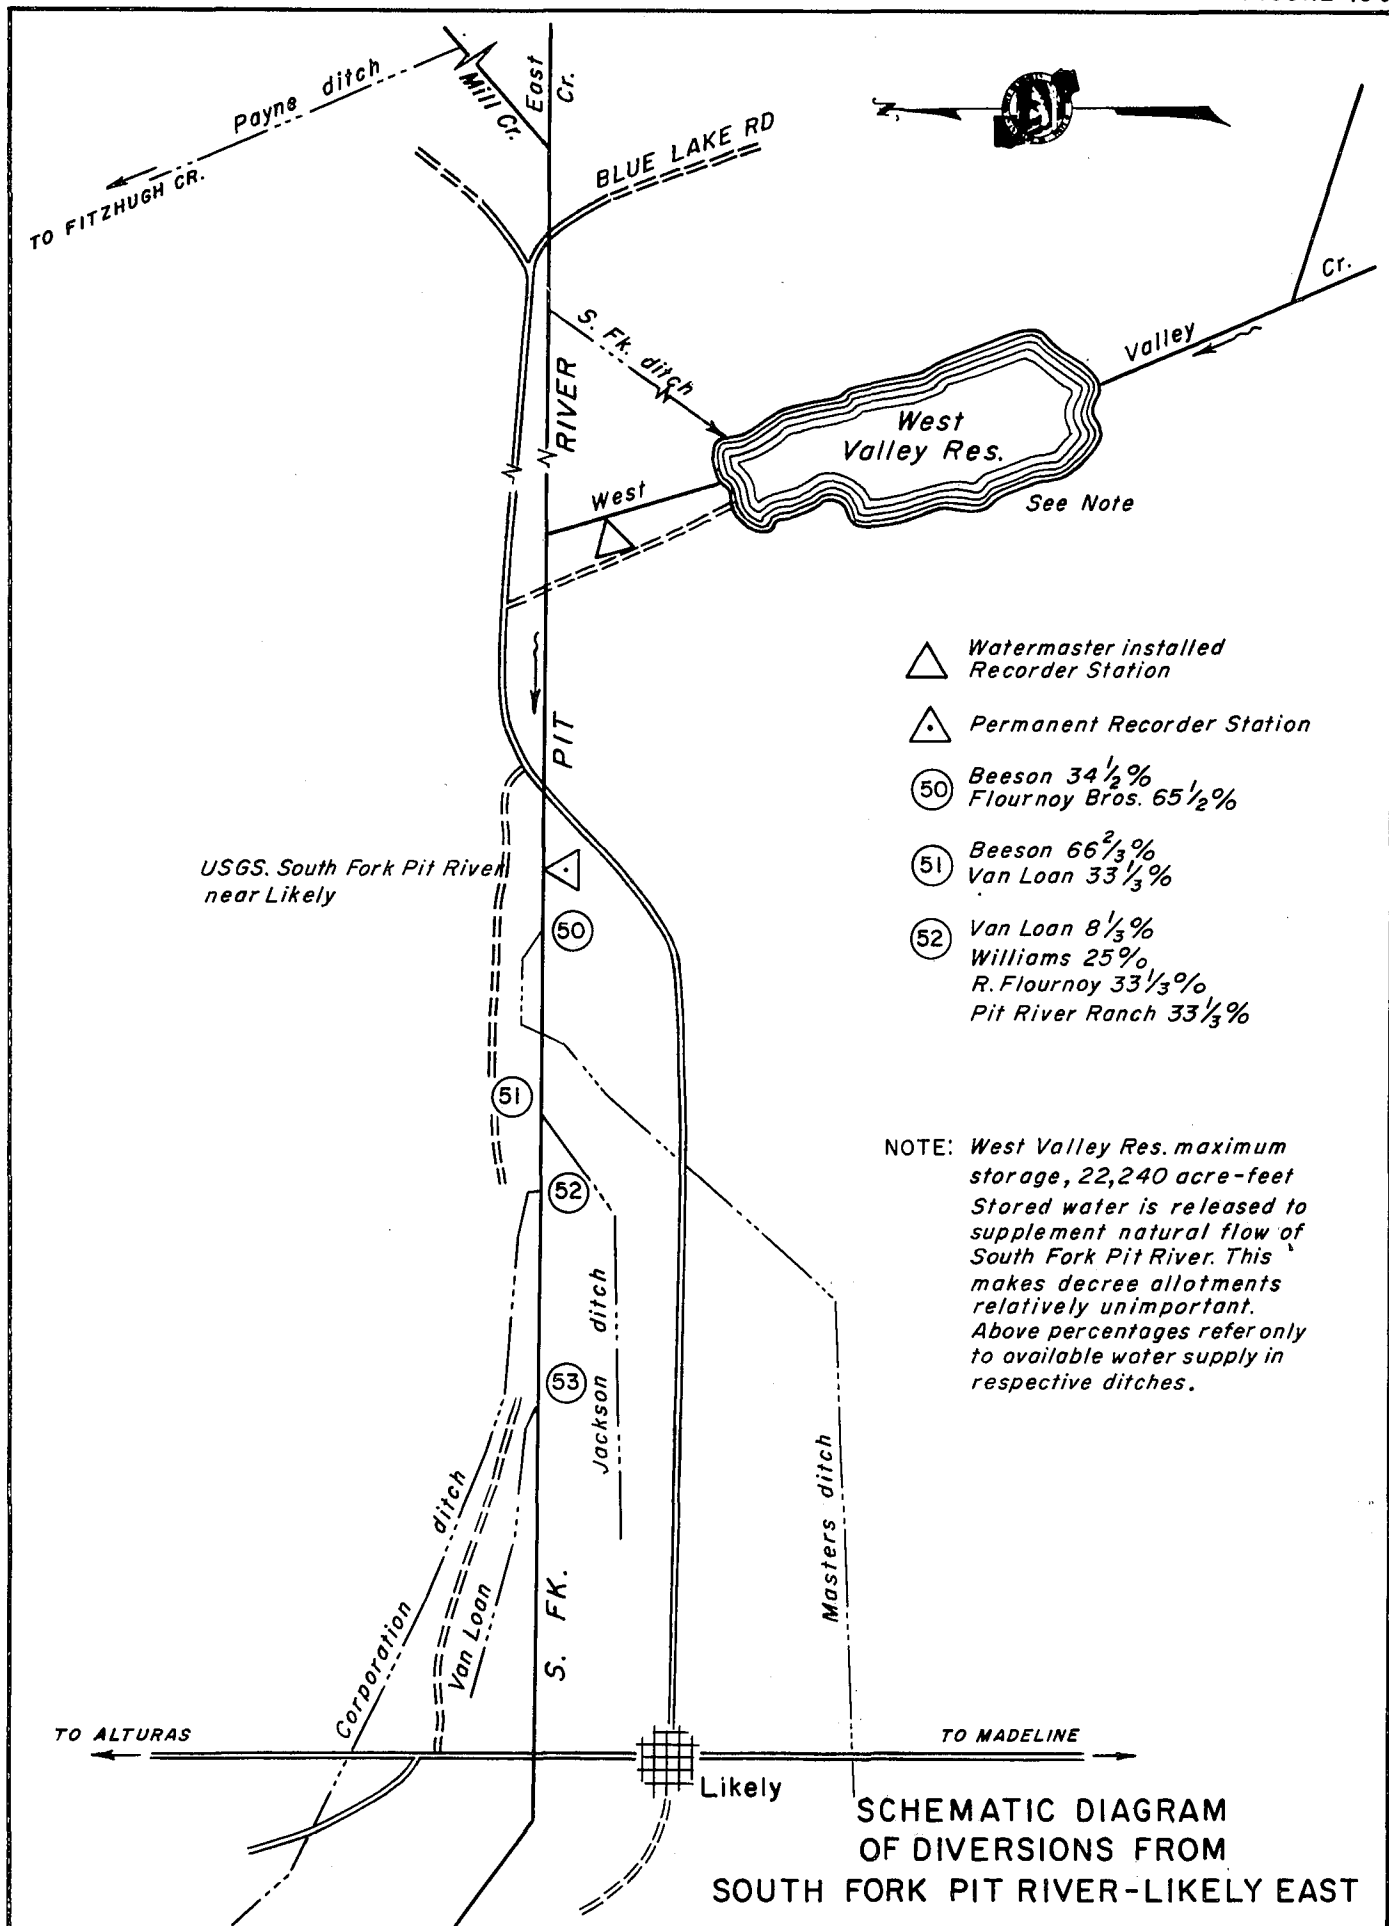 Payne ditch
TO FITZHUGH CR.
Mill Cr.
East Cr.
BLUE LAKE RD
N
S. Fk. ditch
RIVER
West
Valley Res.
Valley Cr.
West
See Note
PIT
Watermaster installed
Recorder Station
Permanent Recorder Station
50 Beeson 34 1/2 %
Flournoy Bros. 65 1/2 %
51 Beeson 66 2/3 %
Van Loan 33 1/3 %
52 Van Loan 8 1/3 %
Williams 25%
R. Flournoy 33 1/3 %
Pit River Ranch 33 1/3 %
USGS. South Fork Pit River
near Likely
50
51
52
53
NOTE: West Valley Res. maximum
storage, 22,240 acre-feet
Stored water is released to
supplement natural flow of
South Fork Pit River. This
makes decree allotments
relatively unimportant.
Above percentages refer only
to available water supply in
respective ditches.
Jackson ditch
Masters ditch
Corporation ditch
Van Loan
S. FK.
TO ALTURAS
TO MADELINE
Likely
SCHEMATIC DIAGRAM
OF DIVERSIONS FROM
SOUTH FORK PIT RIVER-LIKELY EAST